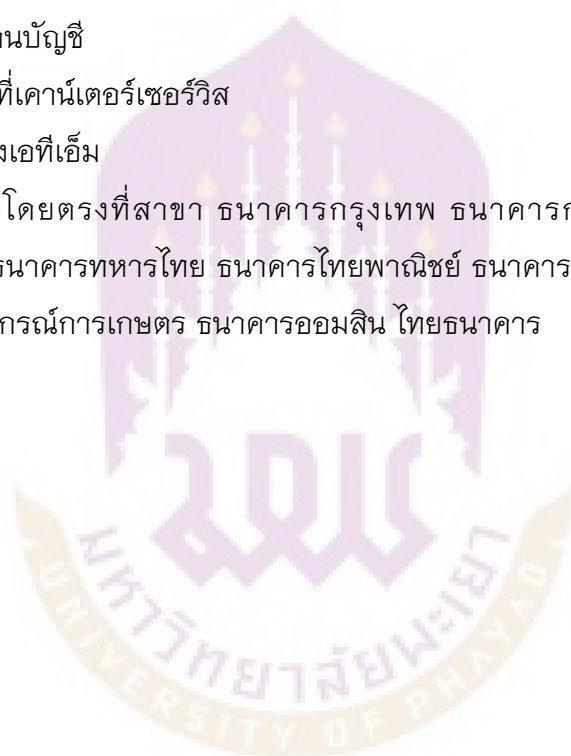 นบัญชี
ที่เคาน์เตอร์เซอร์วิส
งเอทีเอ็ม
โดยตรงที่สาขา ธนาคารกรุงเทพ ธนาคารก
ธนาคารทหารไทย ธนาคารไทยพาณิชย์ ธนาคาร
กรณ์การเกษตร ธนาคารออมสิน ไทยธนาคาร
มพ
มหาวิทยาลัยพะเยา
UNIVERSITY OF PHAYAO